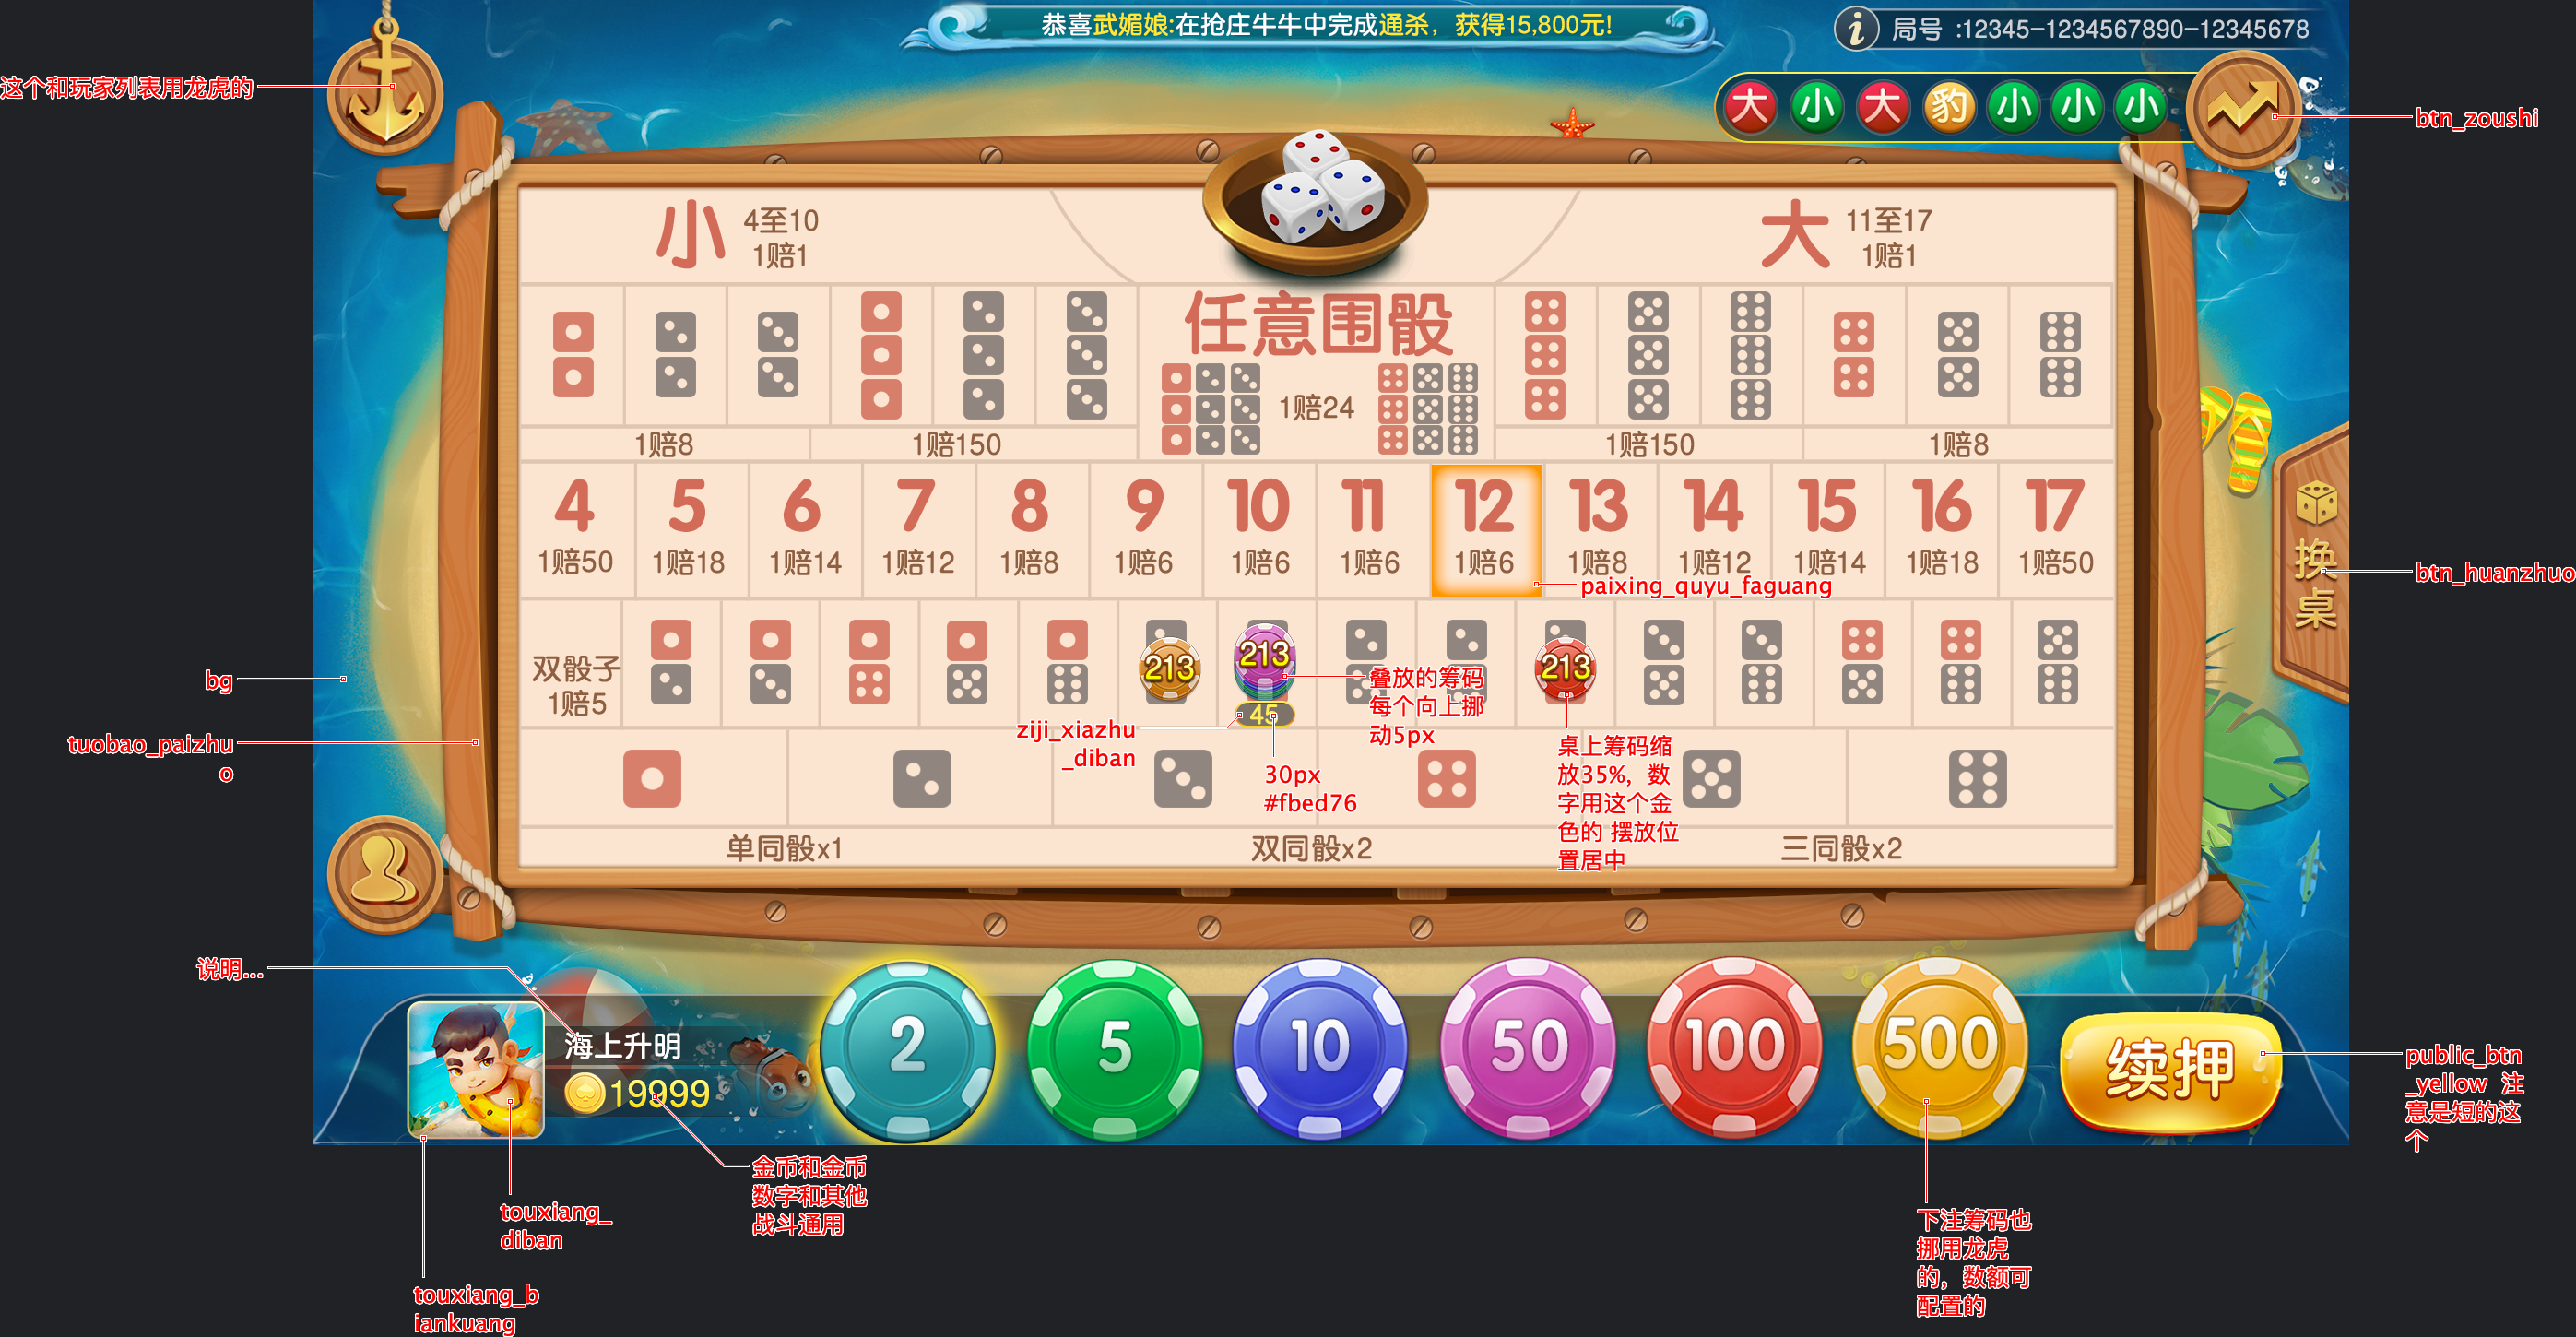 恭喜武媚娘:在抢庄牛牛中完成通杀，获得15,800元!
i 局号 :12345-1234567890-12345678
这个和玩家列表用龙虎的
大 小 大 豹 小 小 小
btn_zoushi
小 4至10
1赔1
大 11至17
1赔1
任意围骰
1赔24
1赔8 1赔150 1赔150 1赔8
4 5 6 7 8 9 10 11 12 13 14 15 16 17
1赔50 1赔18 1赔14 1赔12 1赔8 1赔6 1赔6 1赔6 1赔6 1赔8 1赔12 1赔14 1赔18 1赔50
paixing_quyu_faguang
换桌
btn_huanzhuo
双骰子
1赔5
213 213 213
45
bg
tuobao_paizhu
o
ziji_xiazhu
_diban
叠放的筹码
每个向上挪
动5px
30px
#fbed76
桌上筹码缩
放35%，数
字用这个金
色的 摆放位
置居中
单同骰x1 双同骰x2 三同骰x2
说明...
海上升明
19999
2 5 10 50 100 500
续押
public_btn
_yellow 注
意是短的这
个
金币和金币
数字和其他
战斗通用
touxiang_
diban
touxiang_b
iankuang
下注筹码也
挪用龙虎
的，数额可
配置的